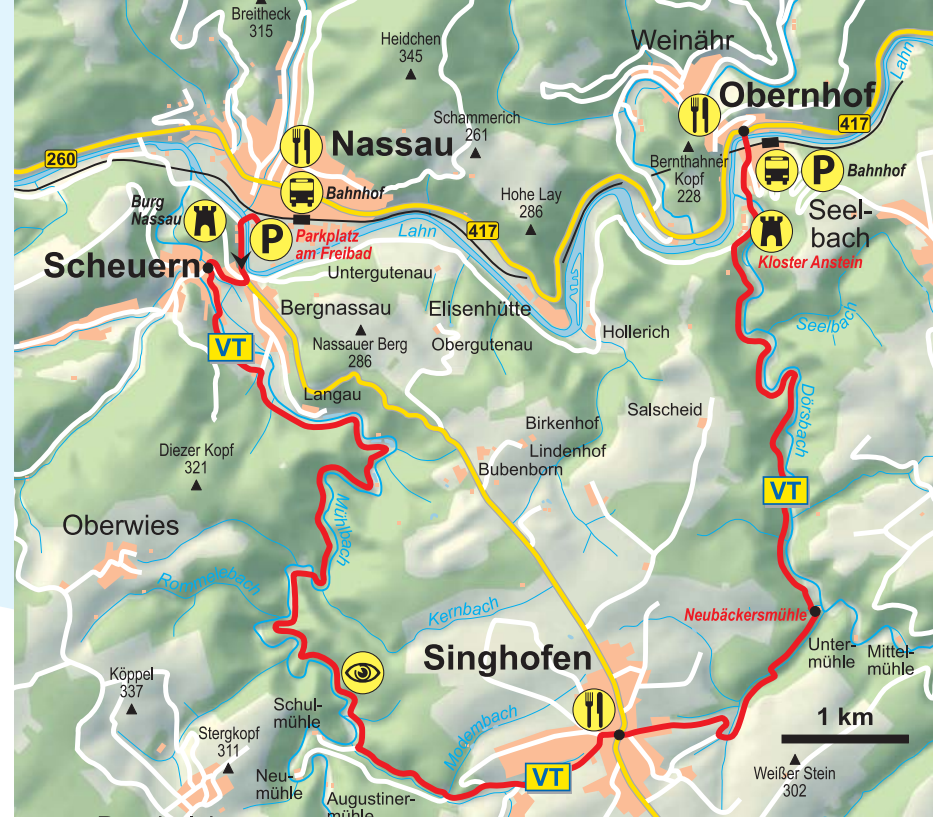 Breitheck
315
Heidchen
345
Weinähr
Lahn
Obernhof
417
Schammerich
261
Nassau
260
Bernthahner
Kopf
228
P
Bahnhof
Bahnhof
Burg
Nassau
Hohe Lay
286
Seel-
bach
P
Parkplatz
am Freibad
Lahn
417
Kloster Anstein
Scheuern
Untergutenau
Bergnassau
Elisenhütte
Seelbach
Hollerich
VT
Nassauer Berg
286
Obergutenau
Langau
Dörsbach
Salscheid
Birkenhof
Diezer Kopf
321
Lindenhof
Bubenborn
VT
Mühlbach
Oberwies
Rommelsbach
Kernbach
Neubäckersmühle
Unter-
mühle
Mittel-
mühle
Singhofen
Köppel
337
Schul-
mühle
Modembach
1 km
Stergkopf
311
Neu-
mühle
VT
Weißer Stein
302
Augustiner-
mühle